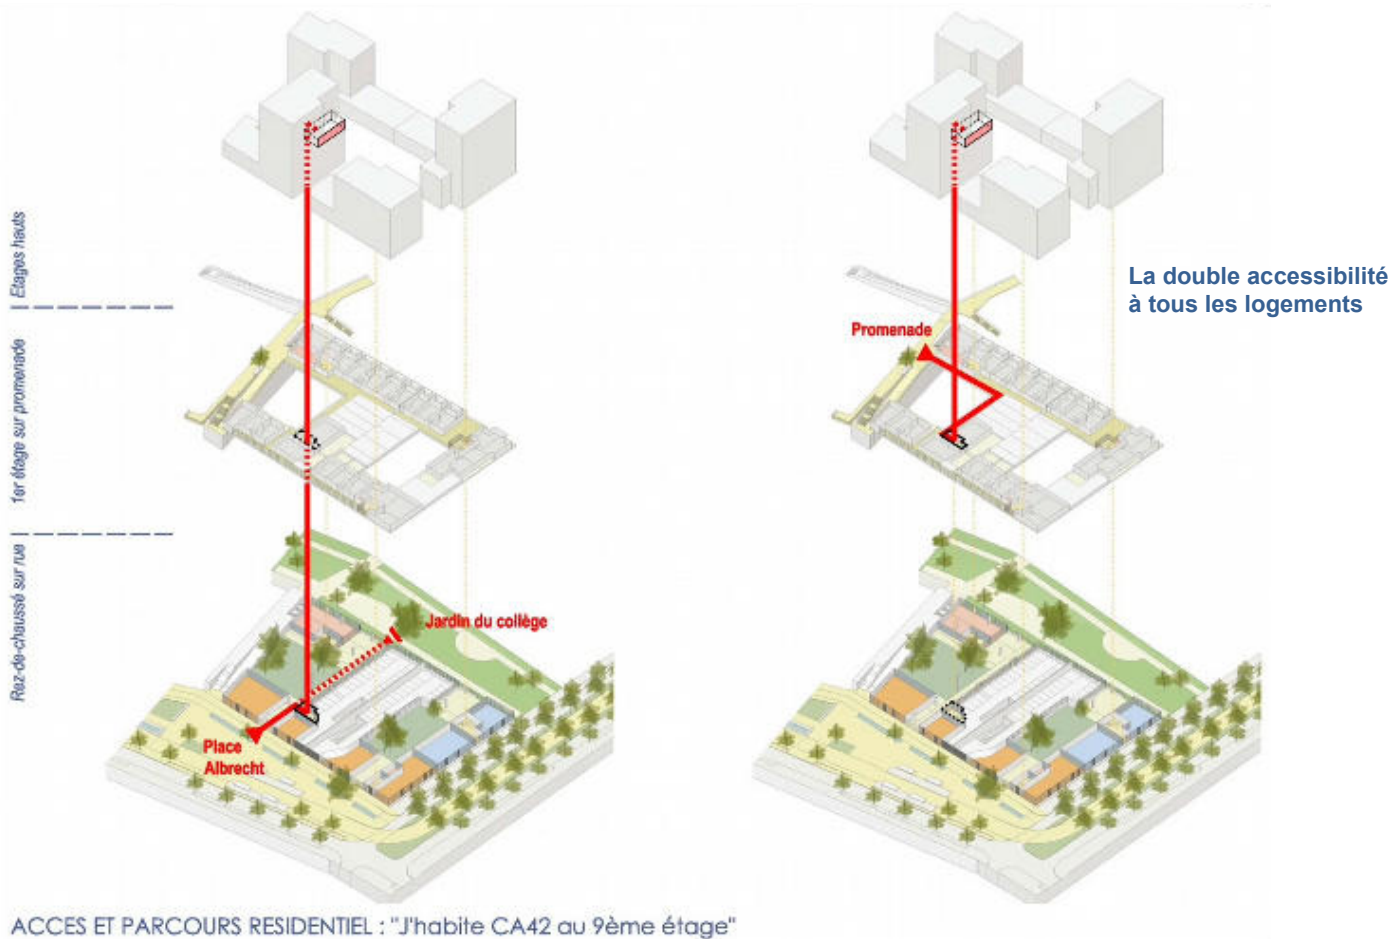 Etages hauts
1er étage sur promenade
Rez-de-chaussé sur rue
Jardin du collège
Place
Albrecht
Promenade
La double accessibilité
à tous les logements
ACCES ET PARCOURS RESIDENTIEL : "J'habite CA42 au 9ème étage"